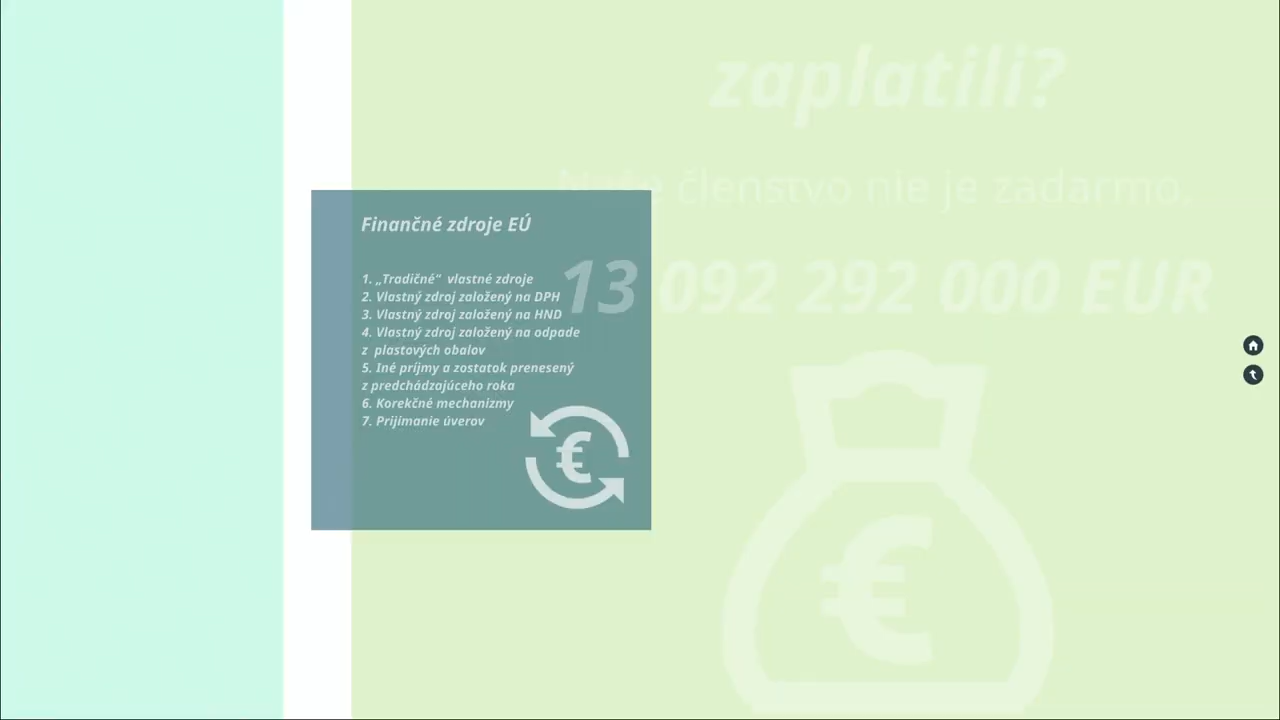 zaplatili?
členstvo nie je zadarmo.
13 092 292 000 EUR
Finančné zdroje EÚ
1. „Tradičné“ vlastné zdroje
2. Vlastný zdroj založený na DPH
3. Vlastný zdroj založený na HND
4. Vlastný zdroj založený na odpade
z plastových obalov
5. Iné príjmy a zostatok prenesený
z predchádzajúceho roka
6. Korekčné mechanizmy
7. Prijímanie úverov